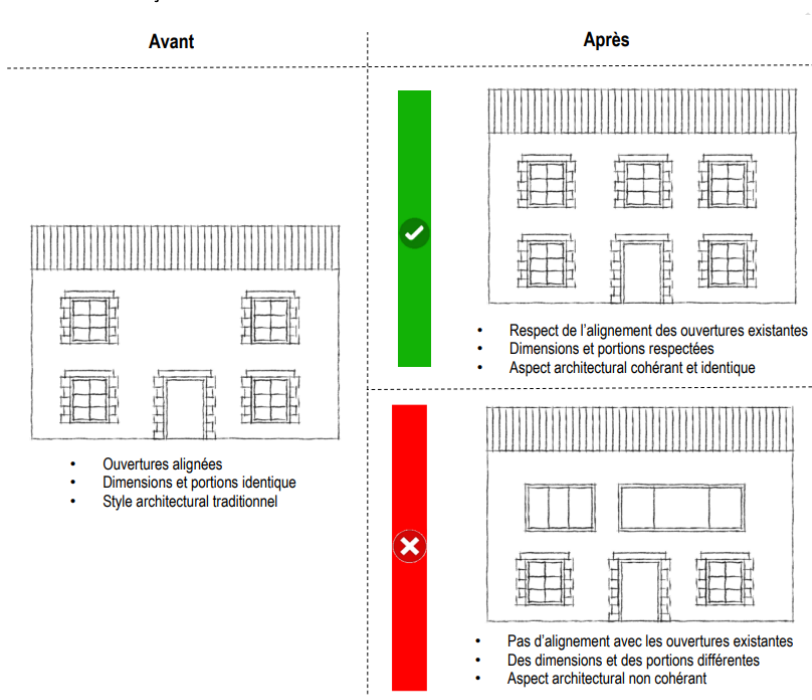 Avant
Après
Ouvertures alignées
Dimensions et portions identique
Style architectural traditionnel
Respect de l'alignement des ouvertures existantes
Dimensions et portions respectées
Aspect architectural cohérant et identique
Pas d'alignement avec les ouvertures existantes
Des dimensions et des portions différentes
Aspect architectural non cohérant